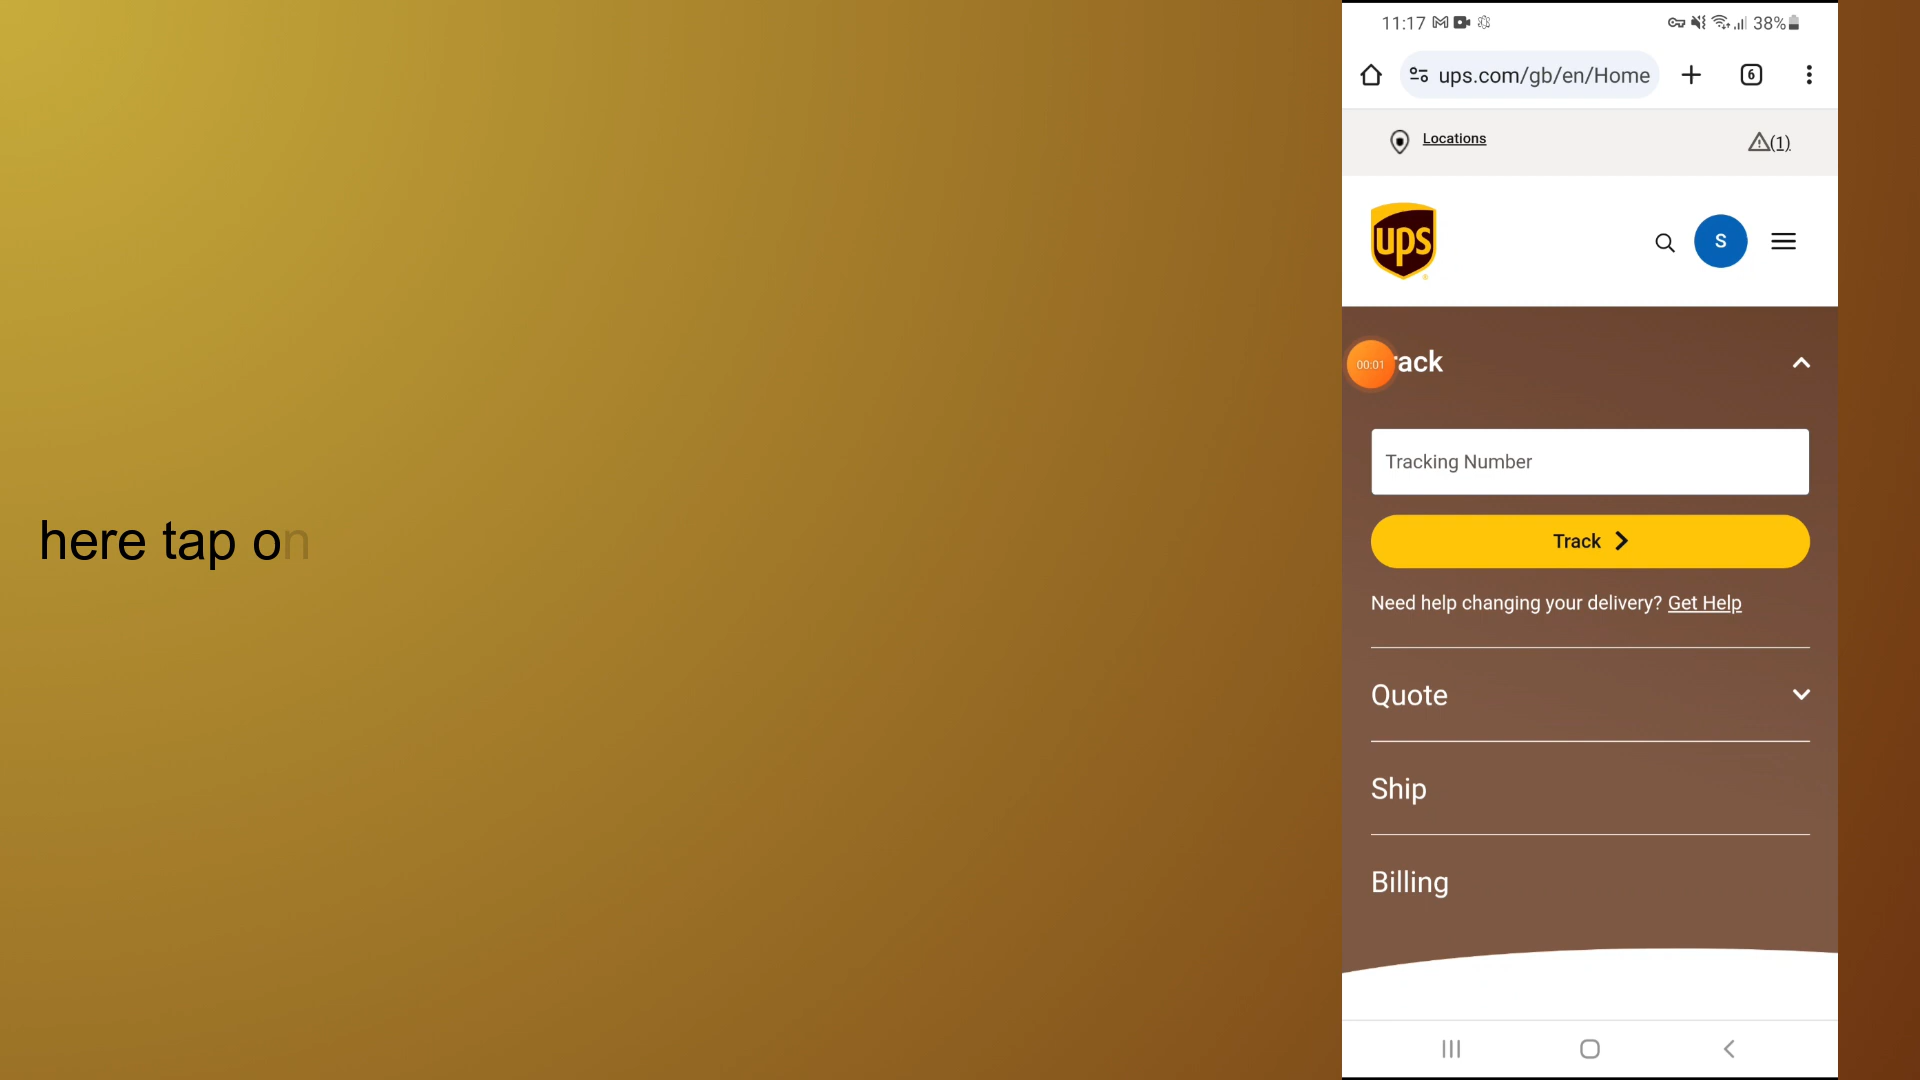 here tap on
11:17
38%
ups.com/gb/en/Home
6
Locations
(1)
ups
S
00:01
rack
Tracking Number
Track
Need help changing your delivery? Get Help
Quote
Ship
Billing